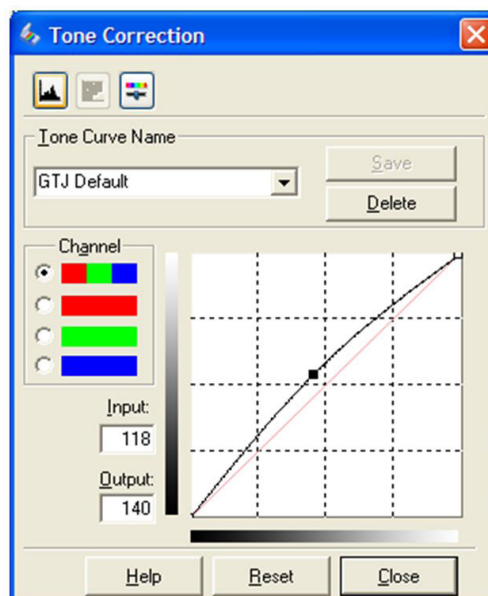 Tone Correction
Tone Curve Name
GTJ Default
Save
Delete
Channel
Input:
118
Output:
140
Help
Reset
Close